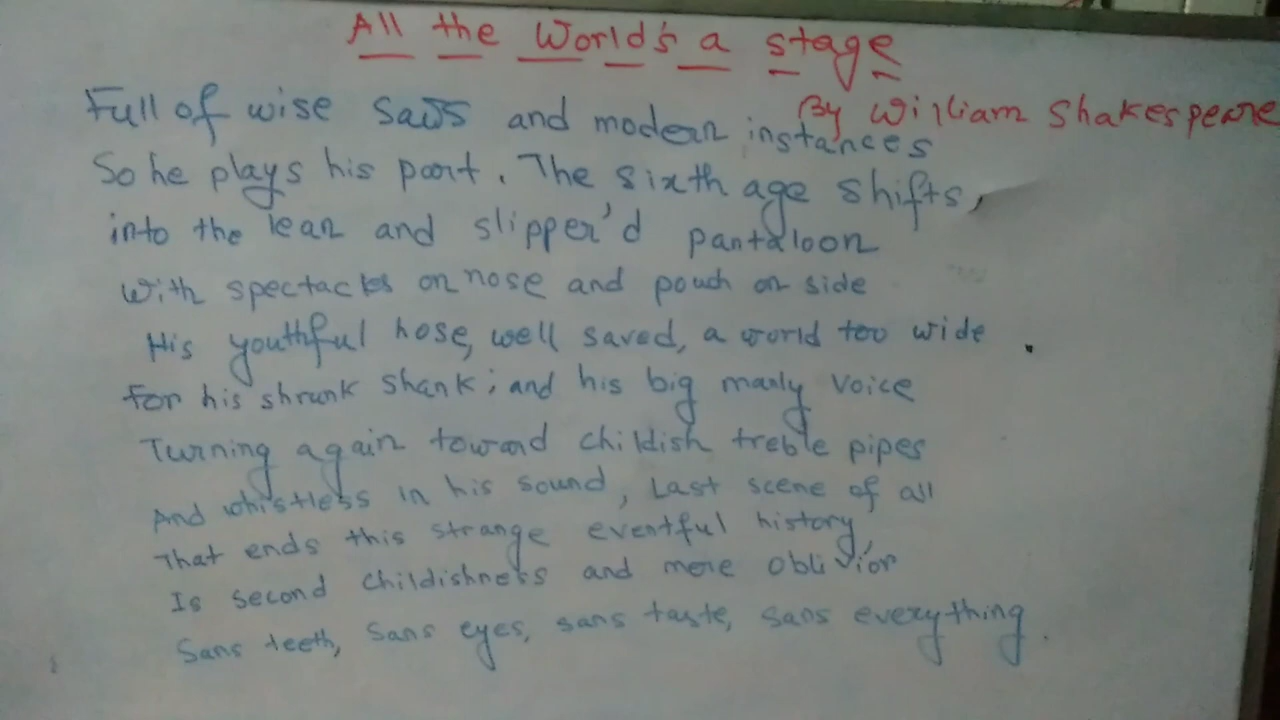 All the World's a stage
By William Shakespeare
Full of wise saws and modern instances
So he plays his part. The sixth age shifts,
into the lean and slipper'd pantaloon
With spectacles on nose and pouch on side
His youthful hose, well saved, a world too wide
For his shrunk shank; and his big manly voice
Turning again toward childish treble pipes
And whistless in his sound, Last scene of all
That ends this strange eventful history,
Is second childishness and mere oblivion
Sans teeth, Sans eyes, sans taste, sans everything.